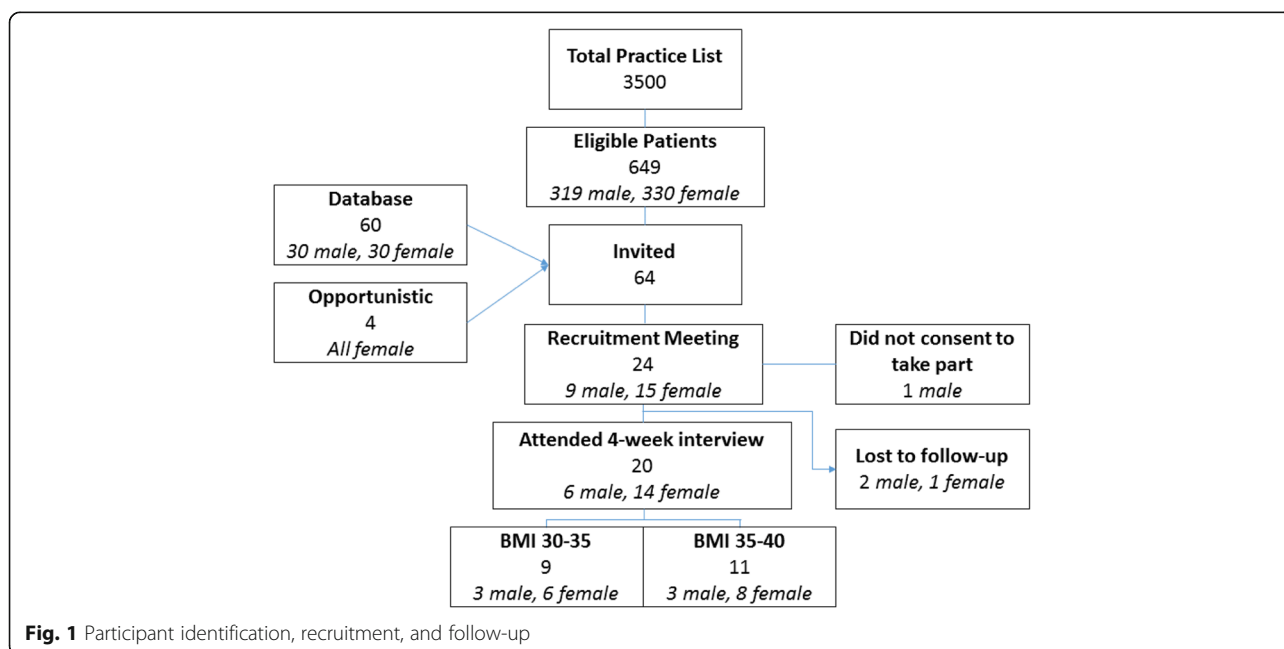 Total Practice List
3500
Eligible Patients
649
319 male, 330 female
Database
60
30 male, 30 female
Invited
64
Opportunistic
4
All female
Recruitment Meeting
24
9 male, 15 female
Did not consent to
take part
1 male
Attended 4-week interview
20
6 male, 14 female
Lost to follow-up
2 male, 1 female
BMI 30-35
9
3 male, 6 female
BMI 35-40
11
3 male, 8 female
Fig. 1 Participant identification, recruitment, and follow-up